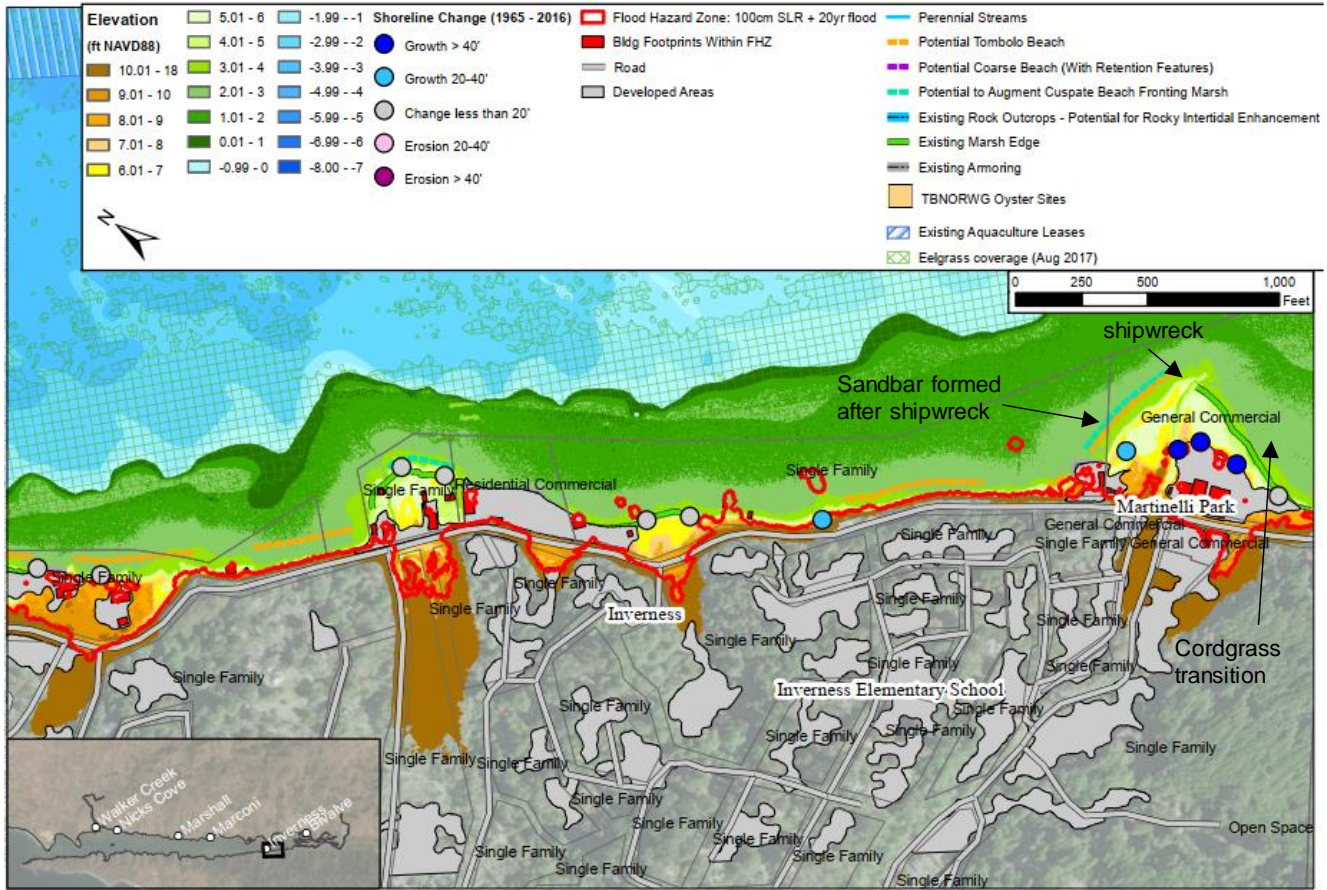 Elevation
(ft NAVD88)
10.01 - 18
9.01 - 10
8.01 - 9
7.01 - 8
6.01 - 7
5.01 - 6
4.01 - 5
3.01 - 4
2.01 - 3
1.01 - 2
0.01 - 1
-0.99 - 0
-1.99 - -1
-2.99 - -2
-3.99 - -3
-4.99 - -4
-5.99 - -5
-6.99 - -6
-8.00 - -7
Shoreline Change (1965 - 2016)
Growth > 40'
Growth 20-40'
Change less than 20'
Erosion 20-40'
Erosion > 40'
Flood Hazard Zone: 100cm SLR + 20yr flood
Bldg Footprints Within FHZ
Road
Developed Areas
Perennial Streams
Potential Tombolo Beach
Potential Coarse Beach (With Retention Features)
Potential to Augment Cuspate Beach Fronting Marsh
Existing Rock Outcrops - Potential for Rocky Intertidal Enhancement
Existing Marsh Edge
Existing Armoring
TBNORWG Oyster Sites
Existing Aquaculture Leases
Eelgrass coverage (Aug 2017)
N
0 250 500 1,000
Feet
shipwreck
Sandbar formed
after shipwreck
General Commercial
Single Family
Single Family
Residential Commercial
Martinelli Park
General Commercial
Single Family
General Commercial
Single Family
Single Family
Single Family
Single Family
Single Family
Inverness
Single Family
Single Family
Single Family
Single Family
Single Family
Cordgrass
transition
Inverness Elementary School
Single Family
Single Family
Single Family
Single Family
Single Family
Single Family
Single Family
Single Family
Single Family
Single Family
Open Space
Single Family
Single Family
Single Family
Walker Creek
Nicks Cove
Marshall
Marconi
Inverness
Bivalve